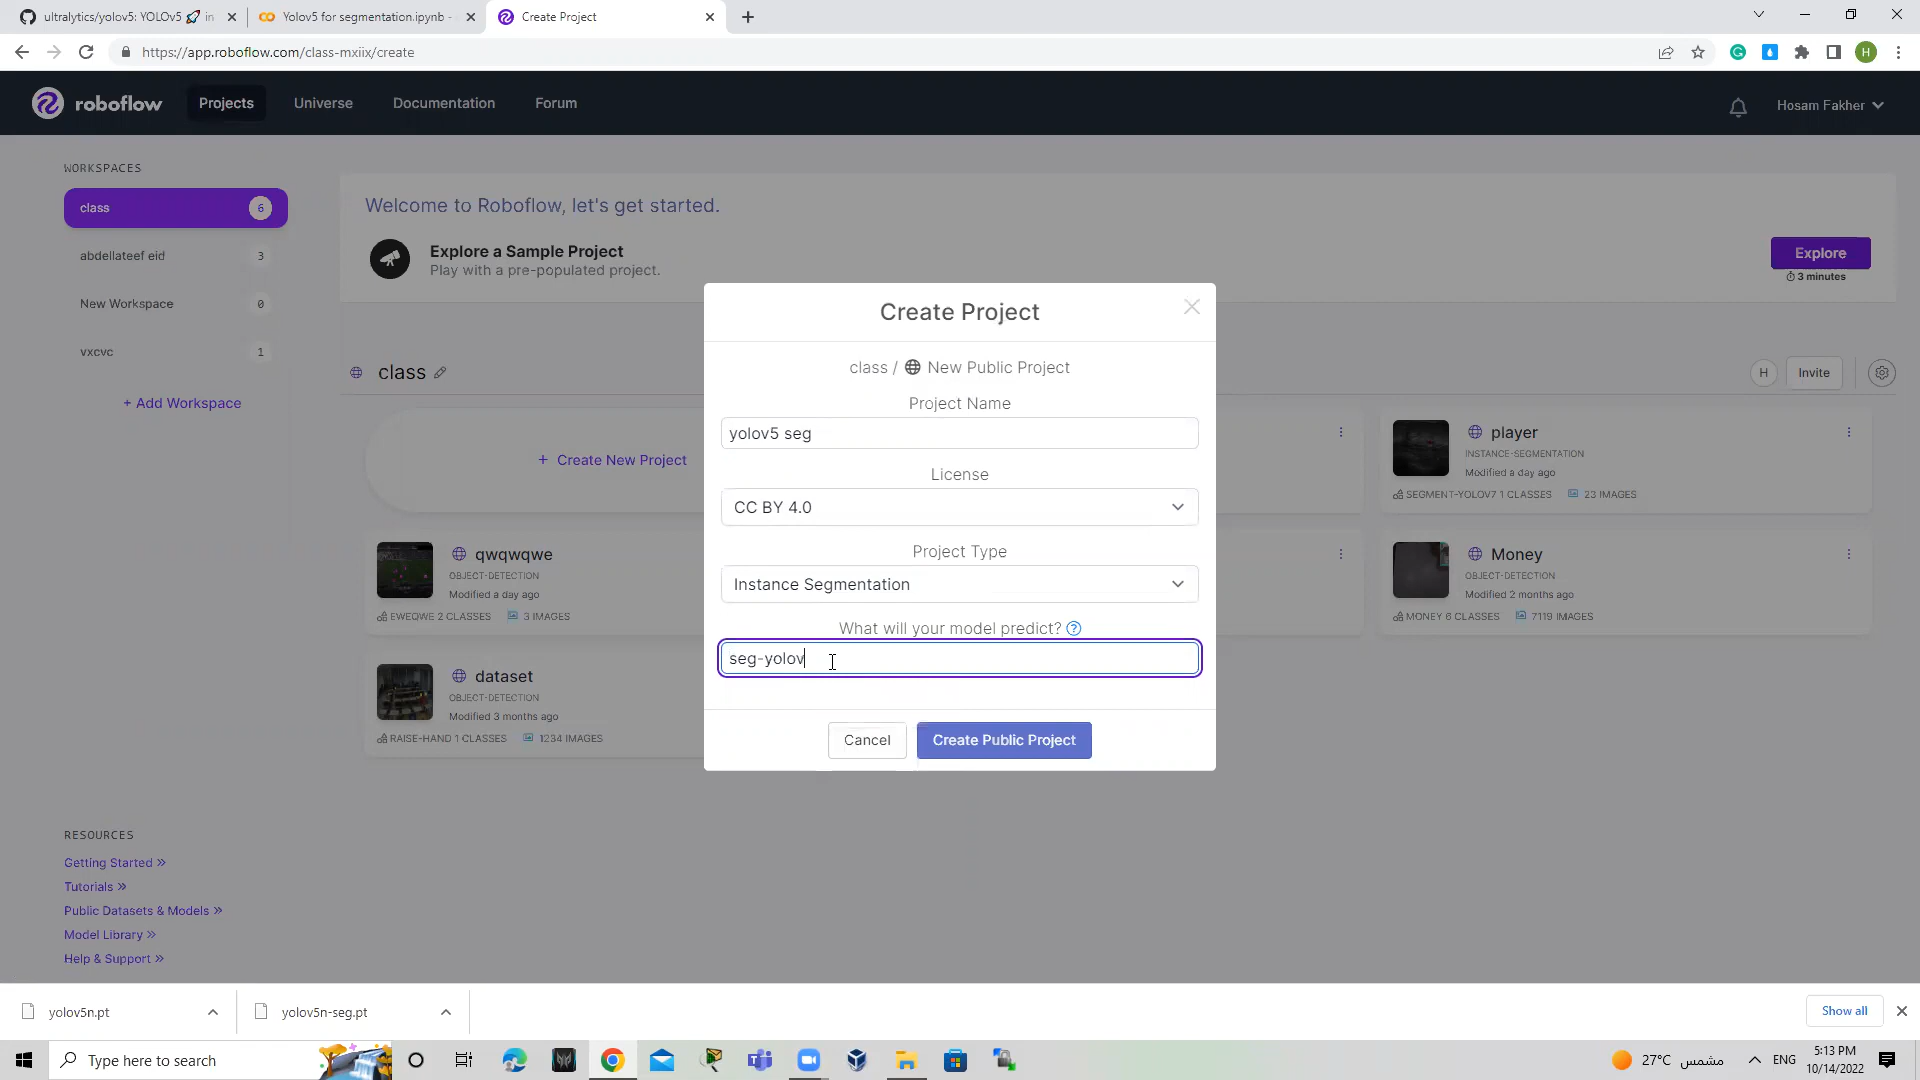 ultralytics/yolov5: YOLOv5 🚀 in
Yolov5 for segmentation.ipynb -
Create Project
https://app.roboflow.com/class-mxiix/create
H
roboflow
Projects
Universe
Documentation
Forum
Hosam Fakher
WORKSPACES
class 6
abdellateef eid 3
New Workspace 0
vxcvc 1
+ Add Workspace
Welcome to Roboflow, let's get started.
Explore a Sample Project
Play with a pre-populated project.
Explore
3 minutes
class
H
Invite
+ Create New Project
player
INSTANCE-SEGMENTATION
Modified a day ago
SEGMENT-YOLOV7 1 CLASSES 23 IMAGES
qwqwqwe
OBJECT-DETECTION
Modified a day ago
EWEQWE 2 CLASSES 3 IMAGES
Money
OBJECT-DETECTION
Modified 2 months ago
MONEY 6 CLASSES 7119 IMAGES
dataset
OBJECT-DETECTION
Modified 3 months ago
RAISE-HAND 1 CLASSES 1234 IMAGES
Create Project
class / New Public Project
Project Name
yolov5 seg
License
CC BY 4.0
Project Type
Instance Segmentation
What will your model predict? ?
seg-yolov
Cancel
Create Public Project
RESOURCES
Getting Started »
Tutorials »
Public Datasets & Models »
Model Library »
Help & Support »
yolov5n.pt
yolov5n-seg.pt
Show all
Type here to search
27°C مشمس
ENG
5:13 PM
10/14/2022